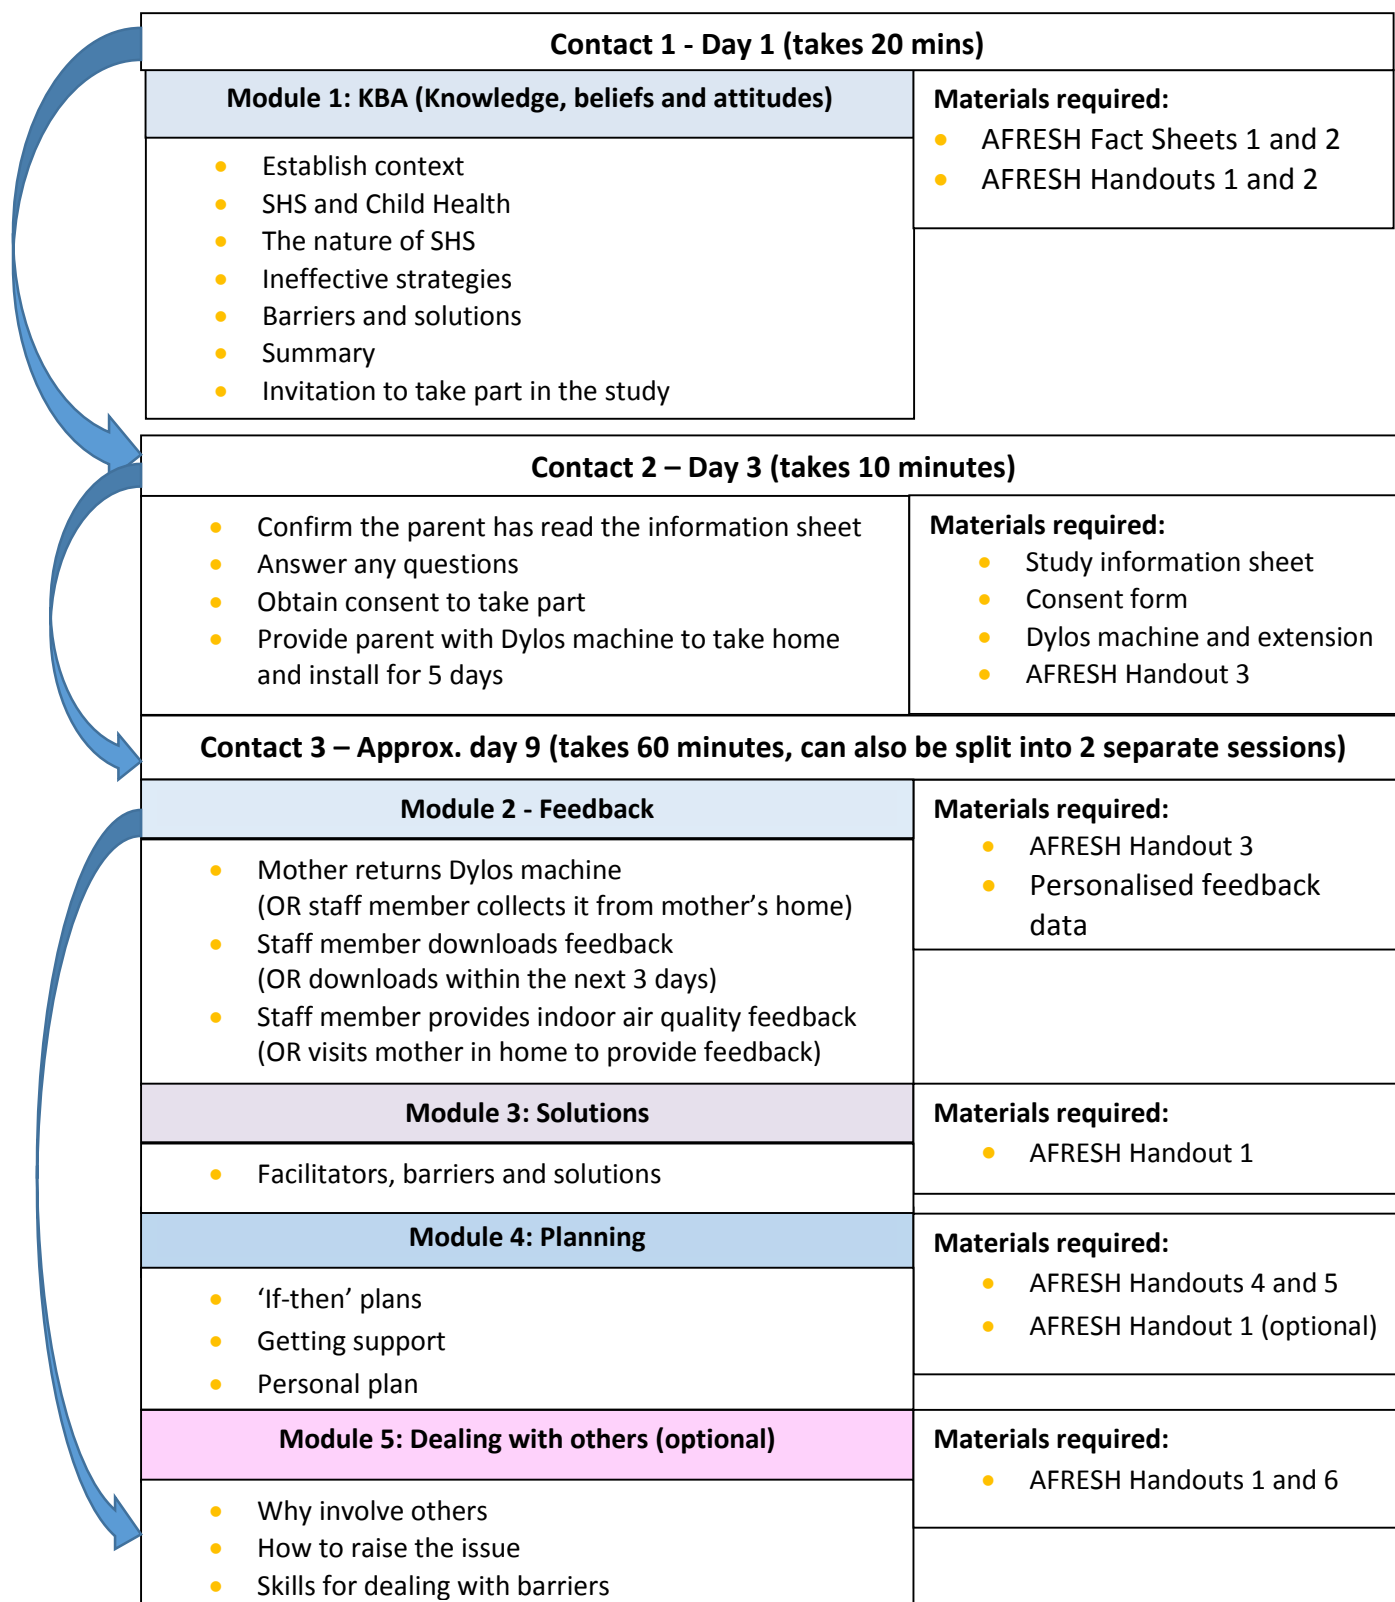 Contact 1 - Day 1 (takes 20 mins)
Module 1: KBA (Knowledge, beliefs and attitudes)
• Establish context
• SHS and Child Health
• The nature of SHS
• Ineffective strategies
• Barriers and solutions
• Summary
• Invitation to take part in the study
Materials required:
• AFRESH Fact Sheets 1 and 2
• AFRESH Handouts 1 and 2
Contact 2 – Day 3 (takes 10 minutes)
• Confirm the parent has read the information sheet
• Answer any questions
• Obtain consent to take part
• Provide parent with Dylos machine to take home
and install for 5 days
Materials required:
• Study information sheet
• Consent form
• Dylos machine and extension
• AFRESH Handout 3
Contact 3 – Approx. day 9 (takes 60 minutes, can also be split into 2 separate sessions)
Module 2 - Feedback
• Mother returns Dylos machine
(OR staff member collects it from mother’s home)
• Staff member downloads feedback
(OR downloads within the next 3 days)
• Staff member provides indoor air quality feedback
(OR visits mother in home to provide feedback)
Materials required:
• AFRESH Handout 3
• Personalised feedback
data
Module 3: Solutions
• Facilitators, barriers and solutions
Materials required:
• AFRESH Handout 1
Module 4: Planning
• ‘If-then’ plans
• Getting support
• Personal plan
Materials required:
• AFRESH Handouts 4 and 5
• AFRESH Handout 1 (optional)
Module 5: Dealing with others (optional)
• Why involve others
• How to raise the issue
• Skills for dealing with barriers
Materials required:
• AFRESH Handouts 1 and 6